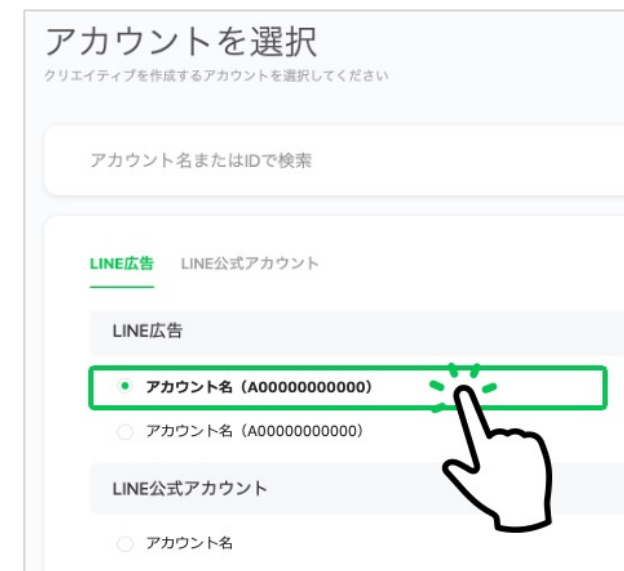 アカウントを選択
クリエイティブを作成するアカウントを選択してください
アカウント名またはIDで検索
LINE広告 LINE公式アカウント
LINE広告
アカウント名（A00000000000）
アカウント名（A00000000000）
LINE公式アカウント
アカウント名